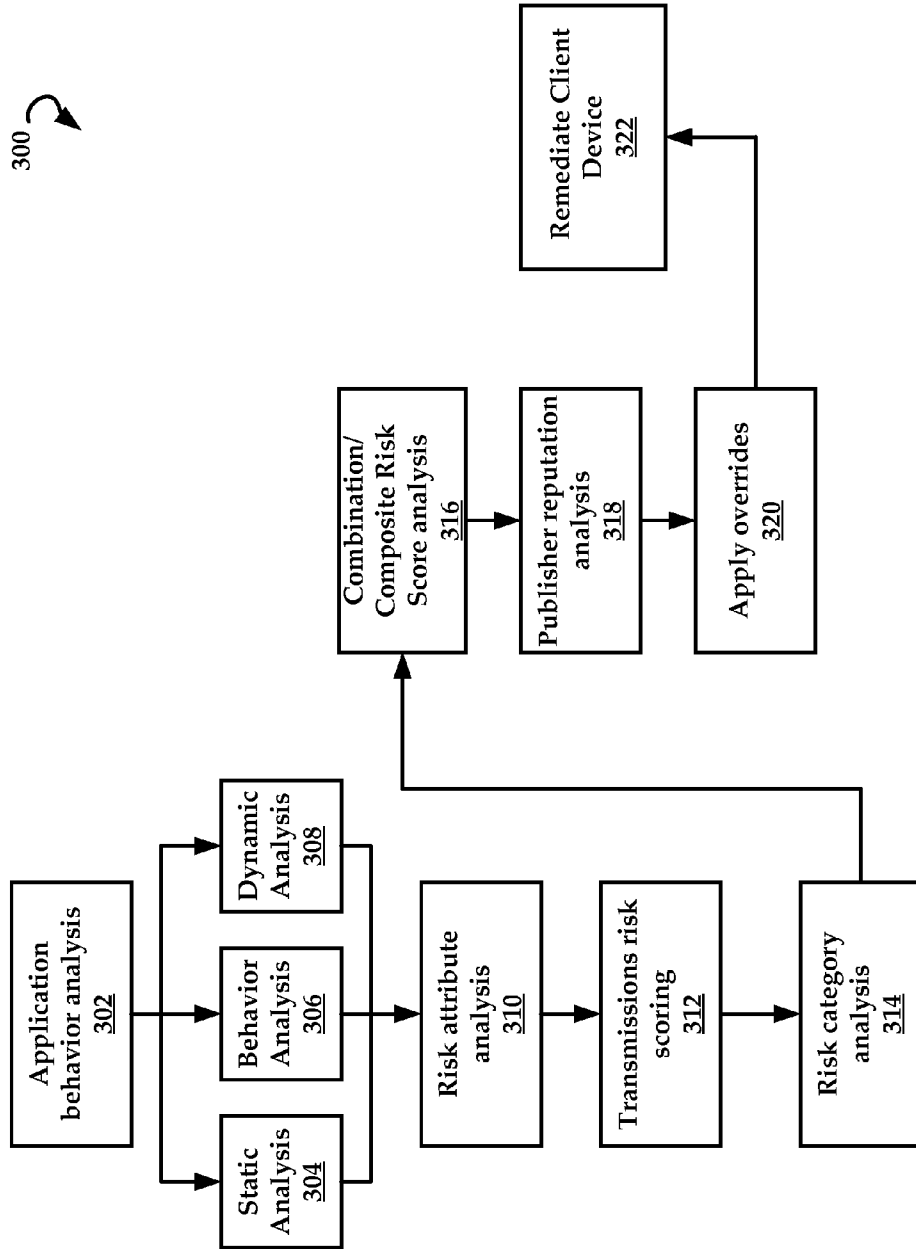 300
Application
behavior analysis
302
Static
Analysis
304
Behavior
Analysis
306
Dynamic
Analysis
308
Risk attribute
analysis
310
Transmissions risk
scoring
312
Risk category
analysis
314
Combination/
Composite Risk
Score analysis
316
Publisher reputation
analysis
318
Apply overrides
320
Remediate Client
Device
322